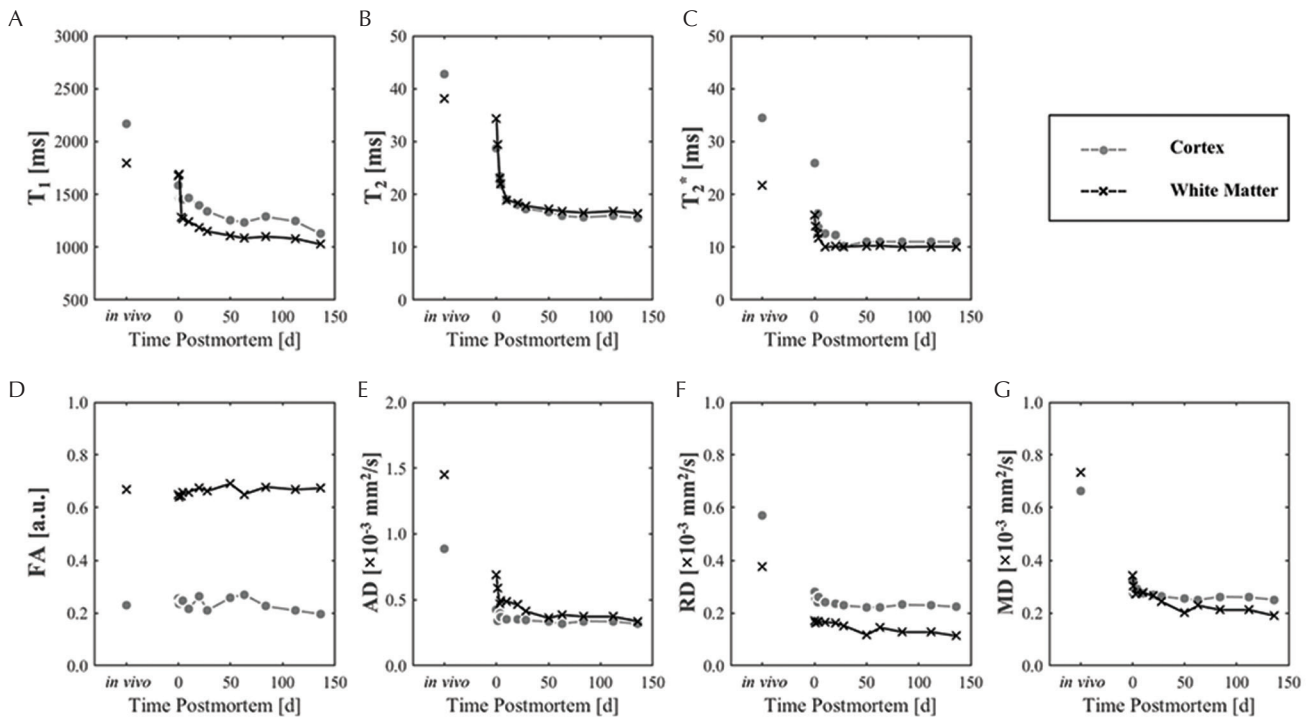 A
B
C
3000
2500
2000
1500
1000
500
T₁ [ms]
in vivo
0
50
100
150
Time Postmortem [d]
50
40
30
20
10
0
T₂ [ms]
in vivo
0
50
100
150
Time Postmortem [d]
50
40
30
20
10
0
T₂* [ms]
in vivo
0
50
100
150
Time Postmortem [d]
Cortex
White Matter
D
E
F
G
1.0
0.8
0.6
0.4
0.2
0.0
FA [a.u.]
in vivo
0
50
100
150
Time Postmortem [d]
2.0
1.5
1.0
0.5
0.0
AD [×10⁻³ mm²/s]
in vivo
0
50
100
150
Time Postmortem [d]
1.0
0.8
0.6
0.4
0.2
0.0
RD [×10⁻³ mm²/s]
in vivo
0
50
100
150
Time Postmortem [d]
1.0
0.8
0.6
0.4
0.2
0.0
MD [×10⁻³ mm²/s]
in vivo
0
50
100
150
Time Postmortem [d]